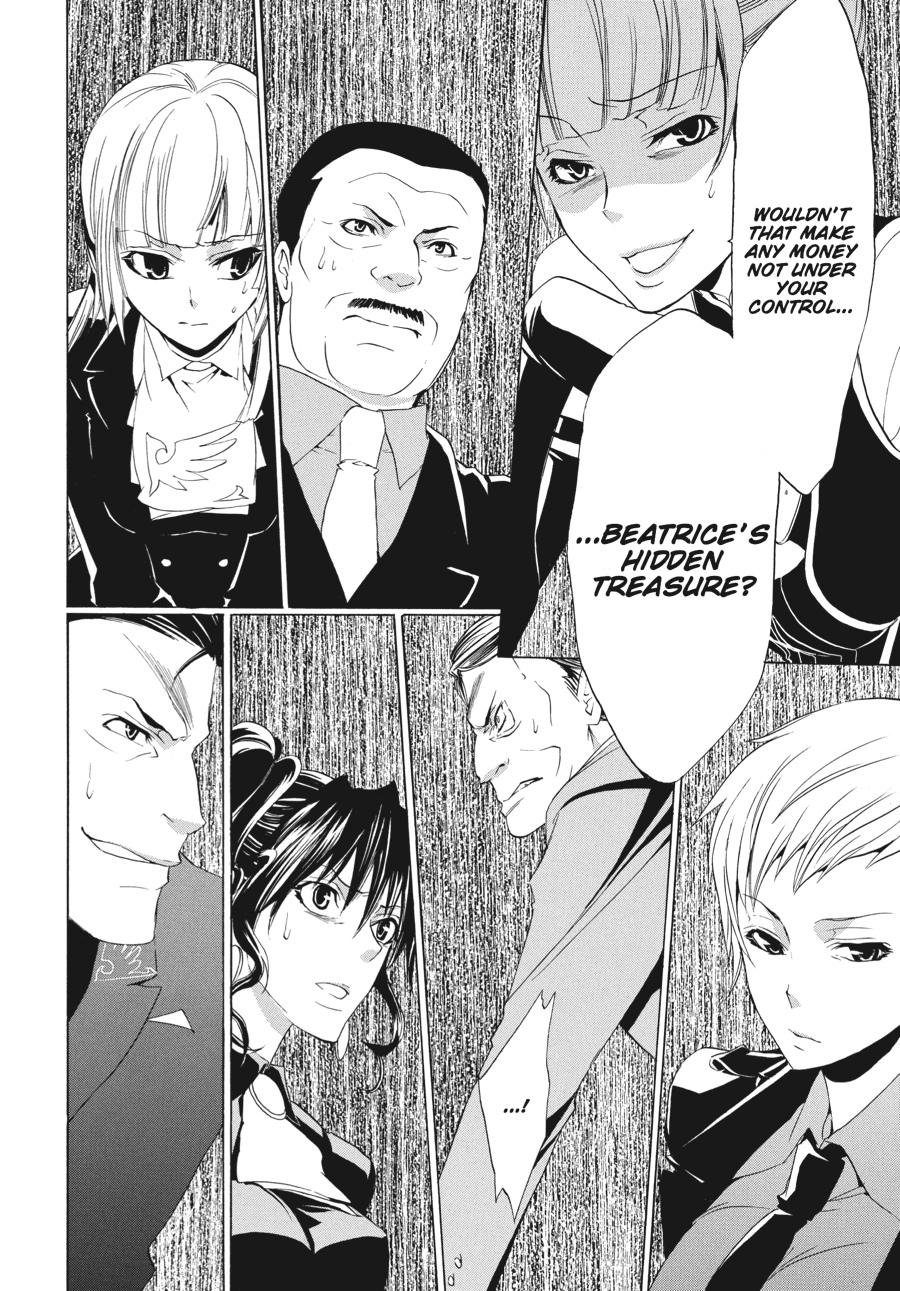 WOULDN'T
THAT MAKE
ANY MONEY
NOT UNDER
YOUR
CONTROL...
...BEATRICE'S
HIDDEN
TREASURE?
...!